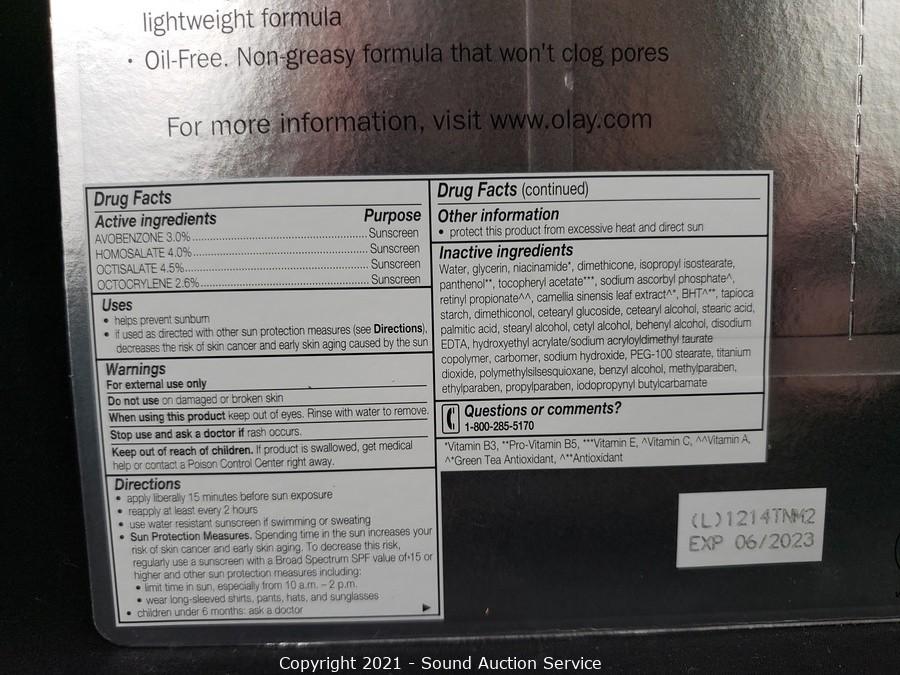 lightweight formula
• Oil-Free. Non-greasy formula that won't clog pores
For more information, visit www.olay.com
Drug Facts
Active ingredients Purpose
AVOBENZONE 3.0%........Sunscreen
HOMOSALATE 4.0%........Sunscreen
OCTISALATE 4.5%........Sunscreen
OCTOCRYLENE 2.6%........Sunscreen
Uses
• helps prevent sunburn
• if used as directed with other sun protection measures (see Directions),
decreases the risk of skin cancer and early skin aging caused by the sun
Warnings
For external use only
Do not use on damaged or broken skin
When using this product keep out of eyes. Rinse with water to remove.
Stop use and ask a doctor if rash occurs.
Keep out of reach of children. If product is swallowed, get medical
help or contact a Poison Control Center right away.
Directions
• apply liberally 15 minutes before sun exposure
• reapply at least every 2 hours
• use water resistant sunscreen if swimming or sweating
• Sun Protection Measures. Spending time in the sun increases your
risk of skin cancer and early skin aging. To decrease this risk,
regularly use a sunscreen with a Broad Spectrum SPF value of 15 or
higher and other sun protection measures including:
• limit time in sun, especially from 10 a.m. – 2 p.m.
• wear long-sleeved shirts, pants, hats, and sunglasses
• children under 6 months: ask a doctor
Drug Facts (continued)
Other information
• protect this product from excessive heat and direct sun
Inactive ingredients
Water, glycerin, niacinamide*, dimethicone, isopropyl isostearate,
panthenol**, tocopheryl acetate***, sodium ascorbyl phosphate^,
retinyl propionate^^, camellia sinensis leaf extract^*, BHT^**, tapioca
starch, dimethiconol, cetearyl glucoside, cetearyl alcohol, stearic acid,
palmitic acid, stearyl alcohol, cetyl alcohol, behenyl alcohol, disodium
EDTA, hydroxyethyl acrylate/sodium acryloyldimethyl taurate
copolymer, carbomer, sodium hydroxide, PEG-100 stearate, titanium
dioxide, polymethylsilsesquioxane, benzyl alcohol, methylparaben,
ethylparaben, propylparaben, iodopropynyl butylcarbamate
Questions or comments?
1-800-285-5170
*Vitamin B3, **Pro-Vitamin B5, ***Vitamin E, ^Vitamin C, ^^Vitamin A,
^*Green Tea Antioxidant, ^**Antioxidant
(L)1214TNM2
EXP 06/2023
Copyright 2021 - Sound Auction Service